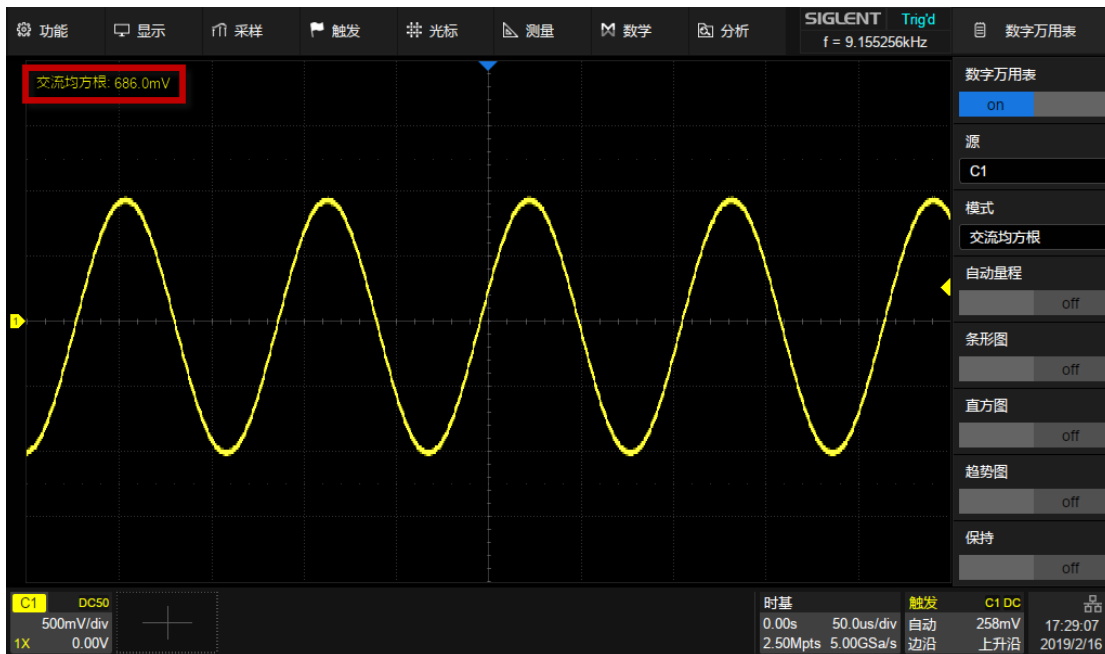 功能 显示 采样 触发 光标 测量 数学 分析
SIGLENT Trig'd
f = 9.155256kHz
数字万用表
交流均方根: 686.0mV
数字万用表
on
源
C1
模式
交流均方根
自动量程
off
条形图
off
直方图
off
趋势图
off
保持
off
1
C1 DC50
500mV/div
1X 0.00V
时基
0.00s 50.0us/div
2.50Mpts 5.00GSa/s
触发 C1 DC
自动 258mV
边沿 上升沿
17:29:07
2019/2/16